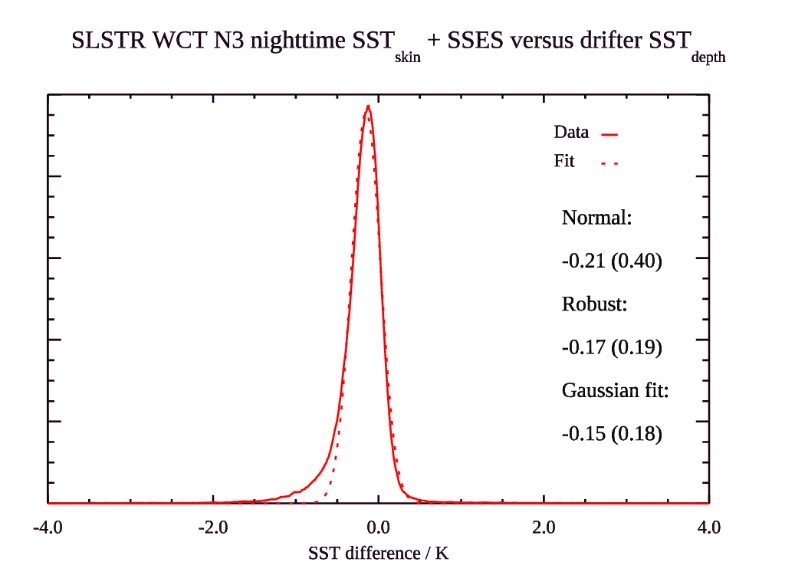 SLSTR WCT N3 nighttime SSTskin + SSES versus drifter SSTdepth
Data
Fit
Normal:
-0.21 (0.40)
Robust:
-0.17 (0.19)
Gaussian fit:
-0.15 (0.18)
-4.0 -2.0 0.0 2.0 4.0
SST difference / K